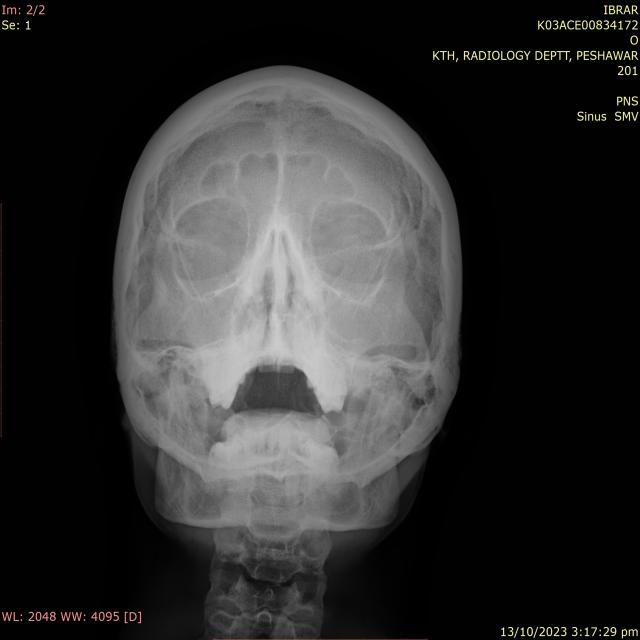 Im: 2/2
Se: 1
IBRAR
K03ACE00834172
O
KTH, RADIOLOGY DEPTT, PESHAWAR
201
PNS
Sinus SMV
WL: 2048 WW: 4095 [D]
13/10/2023 3:17:29 pm